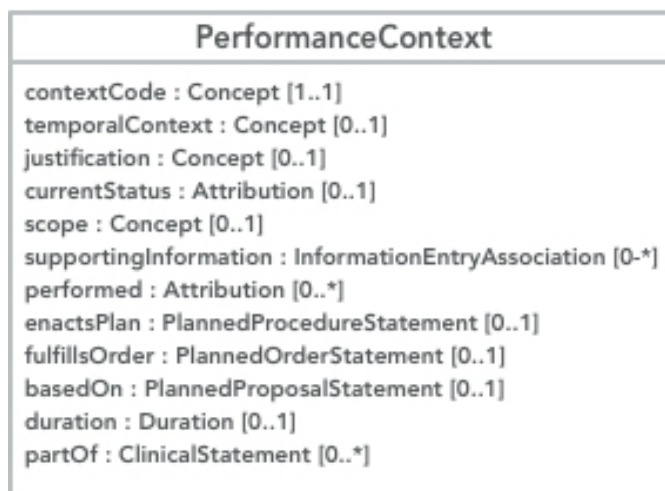 PerformanceContext
contextCode : Concept [1..1]
temporalContext : Concept [0..1]
justification : Concept [0..1]
currentStatus : Attribution [0..1]
scope : Concept [0..1]
supportingInformation : InformationEntryAssociation [0-*]
performed : Attribution [0..*]
enactsPlan : PlannedProcedureStatement [0..1]
fulfillsOrder : PlannedOrderStatement [0..1]
basedOn : PlannedProposalStatement [0..1]
duration : Duration [0..1]
partOf : ClinicalStatement [0..*]